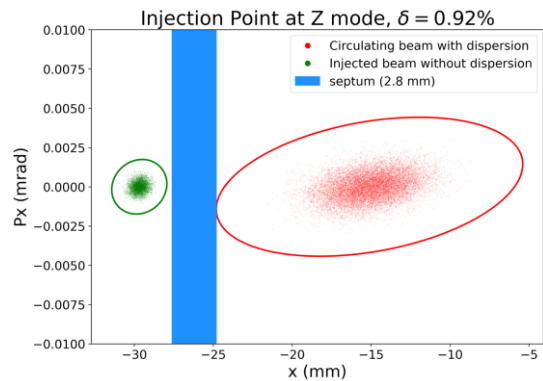 Injection Point at Z mode, δ = 0.92%
Circulating beam with dispersion
Injected beam without dispersion
septum (2.8 mm)
Px (mrad)
0.0100
0.0075
0.0050
0.0025
0.0000
−0.0025
−0.0050
−0.0075
−0.0100
−30 −25 −20 −15 −10 −5
x (mm)